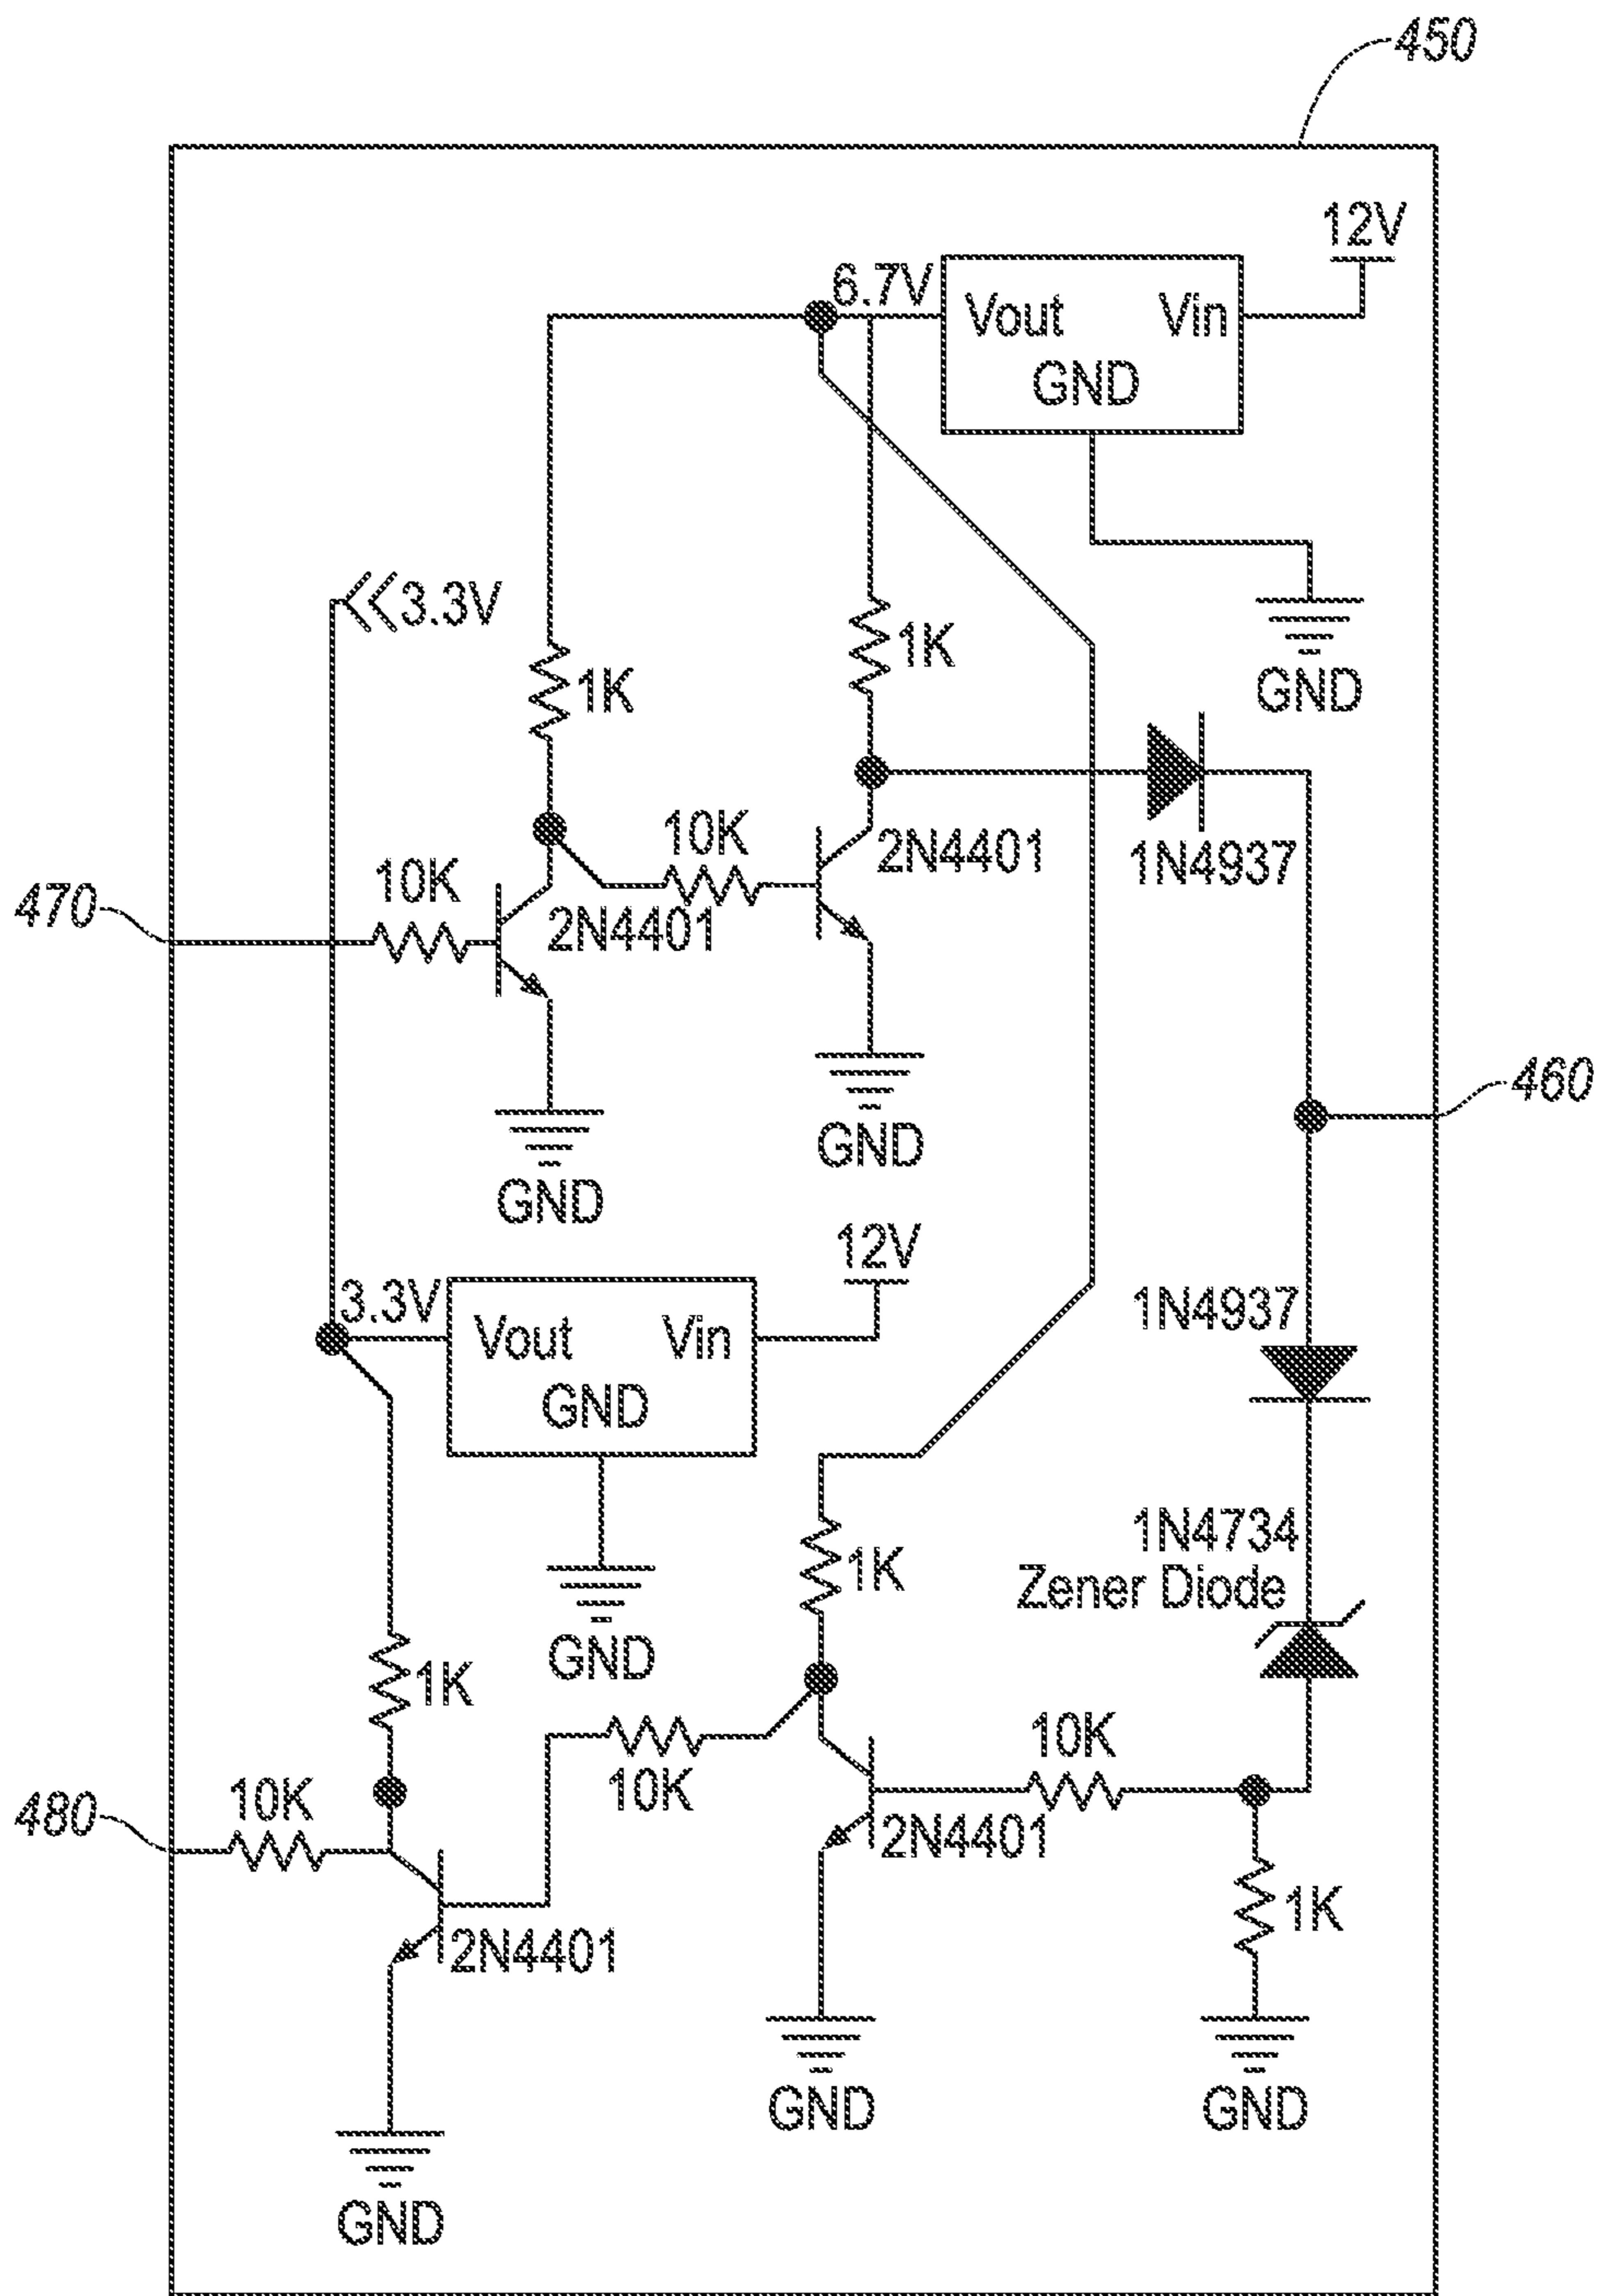 450
12V
6.7V
Vout Vin
GND
3.3V
1K
1K
GND
10K
2N4401
1N4937
10K
2N4401
470
460
GND
GND
12V
3.3V
Vout Vin
GND
1N4937
1N4734
Zener Diode
1K
GND
1K
10K
10K
10K
480
2N4401
1K
2N4401
GND
GND
GND